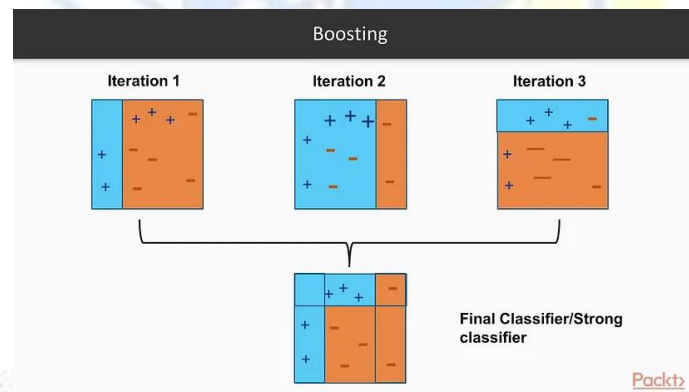 Boosting
Iteration 1 Iteration 2 Iteration 3
Final Classifier/Strong
classifier
Packt>